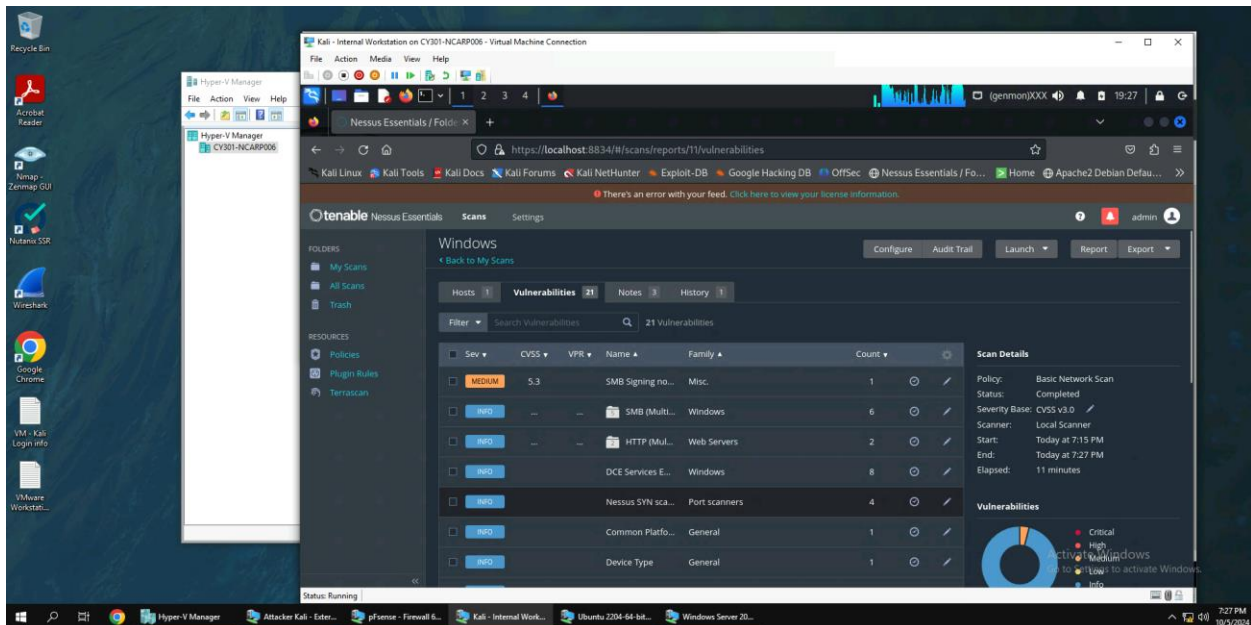 Recycle Bin
Acrobat
Reader
Nmap -
Zenmap GUI
Nutanix SSR
Wireshark
Google
Chrome
VM - Kali
Login info
VMware
Workstati...
Hyper-V Manager
File Action View Help
Hyper-V Manager
CY301-NCARP006
Kali - Internal Workstation on CY301-NCARP006 - Virtual Machine Connection
File Action Media View Help
1 2 3 4
(genmon)XXX 19:27
Nessus Essentials / Folde
https://localhost:8834/#/scans/reports/11/vulnerabilities
Kali Linux Kali Tools Kali Docs Kali Forums Kali NetHunter Exploit-DB Google Hacking DB OffSec Nessus Essentials / Fo... Home Apache2 Debian Defau...
There's an error with your feed. Click here to view your license information.
tenable Nessus Essentials Scans Settings admin
FOLDERS
My Scans
All Scans
Trash
RESOURCES
Policies
Plugin Rules
Terrascan
Windows
Configure Audit Trail Launch Report Export
Back to My Scans
Hosts 1 Vulnerabilities 21 Notes 3 History 1
Filter Search Vulnerabilities 21 Vulnerabilities
Sev CVSS VPR Name Family Count
MEDIUM 5.3 SMB Signing no... Misc. 1
INFO ... ... SMB (Multi... Windows 6
INFO ... ... HTTP (Mul... Web Servers 2
INFO DCE Services E... Windows 8
INFO Nessus SYN sca... Port scanners 4
INFO Common Platfo... General 1
INFO Device Type General 1
Scan Details
Policy: Basic Network Scan
Status: Completed
Severity Base: CVSS v3.0
Scanner: Local Scanner
Start: Today at 7:15 PM
End: Today at 7:27 PM
Elapsed: 11 minutes
Vulnerabilities
Critical
High
Medium
Low
Info
Activate Windows
Go to Settings to activate Windows.
Status: Running
Hyper-V Manager Attacker Kali - Exter... pfSense - Firewall 6... Kali - Internal Work... Ubuntu 2204-64-bit... Windows Server 20...
7:27 PM
10/5/2024